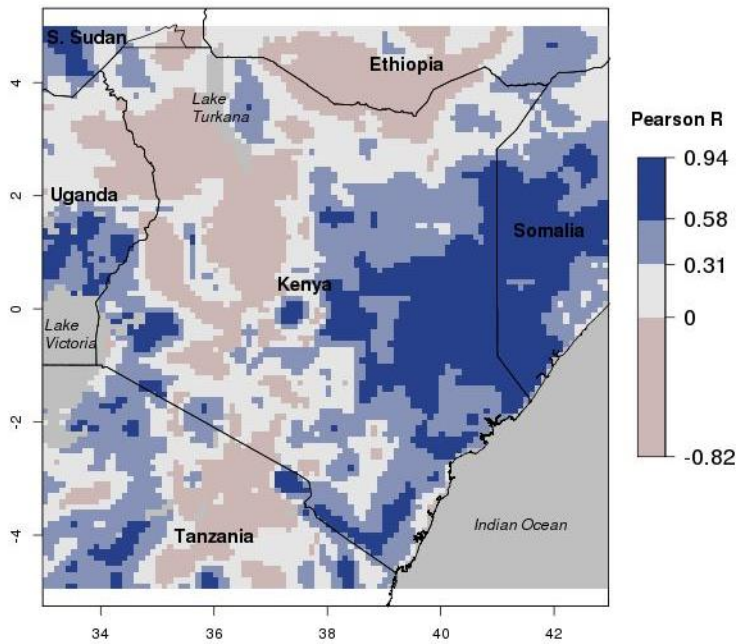 S. Sudan
Ethiopia
Lake
Turkana
Uganda
Somalia
Kenya
Lake
Victoria
Tanzania
Indian Ocean
4
2
0
-2
-4
34
36
38
40
42
Pearson R
0.94
0.58
0.31
0
-0.82